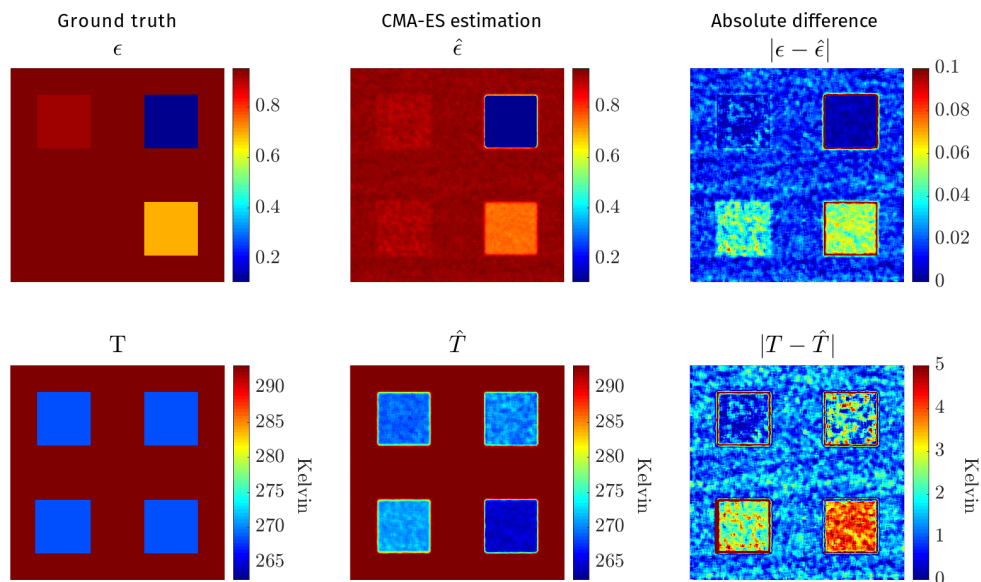 Ground truth
CMA-ES estimation
Absolute difference
ϵ
ϵ̂
|ϵ − ϵ̂|
0.8
0.6
0.4
0.2
0.8
0.6
0.4
0.2
0.1
0.08
0.06
0.04
0.02
0
T
T̂
|T − T̂|
290
285
280
275
270
265
Kelvin
290
285
280
275
270
265
Kelvin
5
4
3
2
1
0
Kelvin